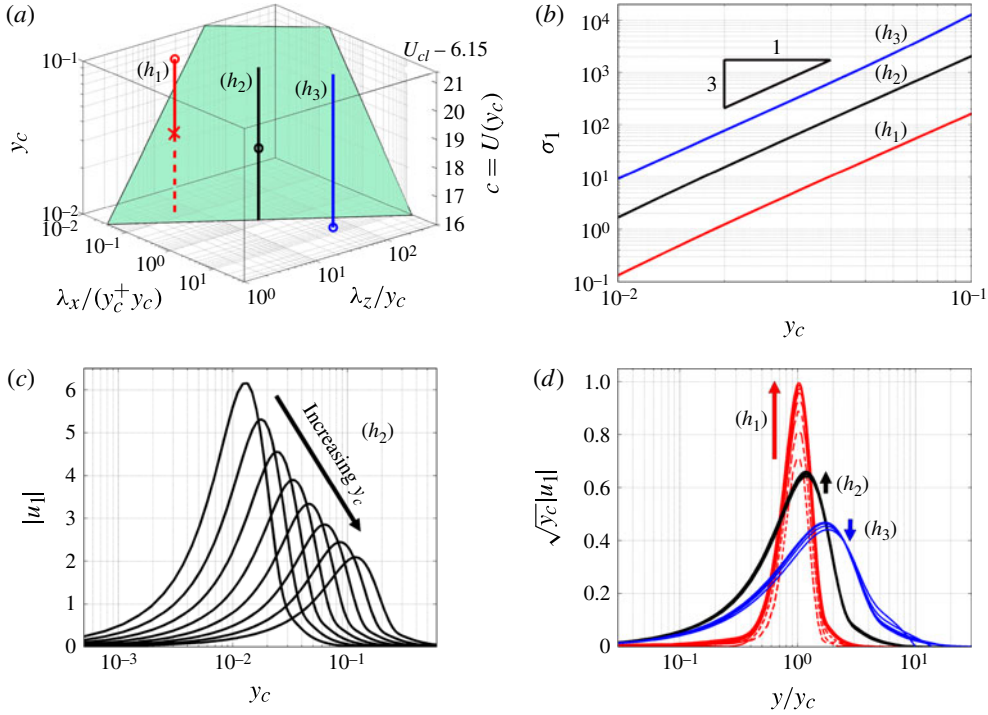 (a)
U_cl − 6.15
10^-1
21
(h1)
(h2)
(h3)
20
y_c
19
c = U(y_c)
18
17
10^-2
16
10^-2
10^-1
10^0
10^1
10^0
10^1
10^2
λ_x/(y_c^+ y_c)
λ_z/y_c
(b)
10^4
(h3)
1
10^3
(h2)
3
10^2
σ_1
(h1)
10^1
10^0
10^-1
10^-2
10^-1
y_c
(c)
6
Increasing y_c
(h2)
5
4
|u_1|
3
2
1
0
10^-3
10^-2
10^-1
y_c
(d)
1.0
(h1)
0.8
0.6
(h2)
√y_c|u_1|
(h3)
0.4
0.2
0
10^-1
10^0
10^1
y/y_c